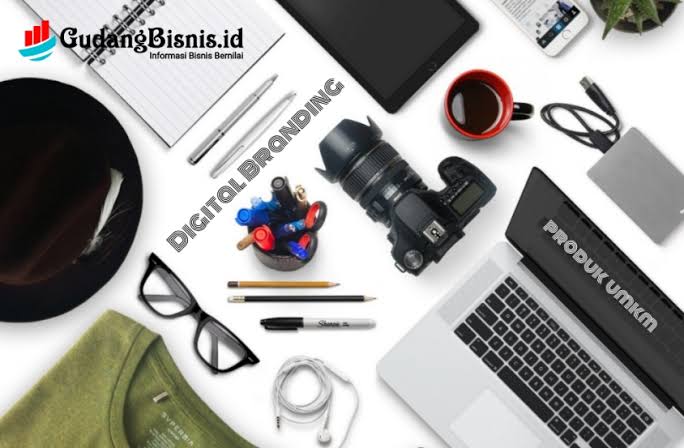 GudangBisnis.id
Informasi Bisnis Bernilai
DIGITAL BRANDING
PRODUK UMKM
Sharpie